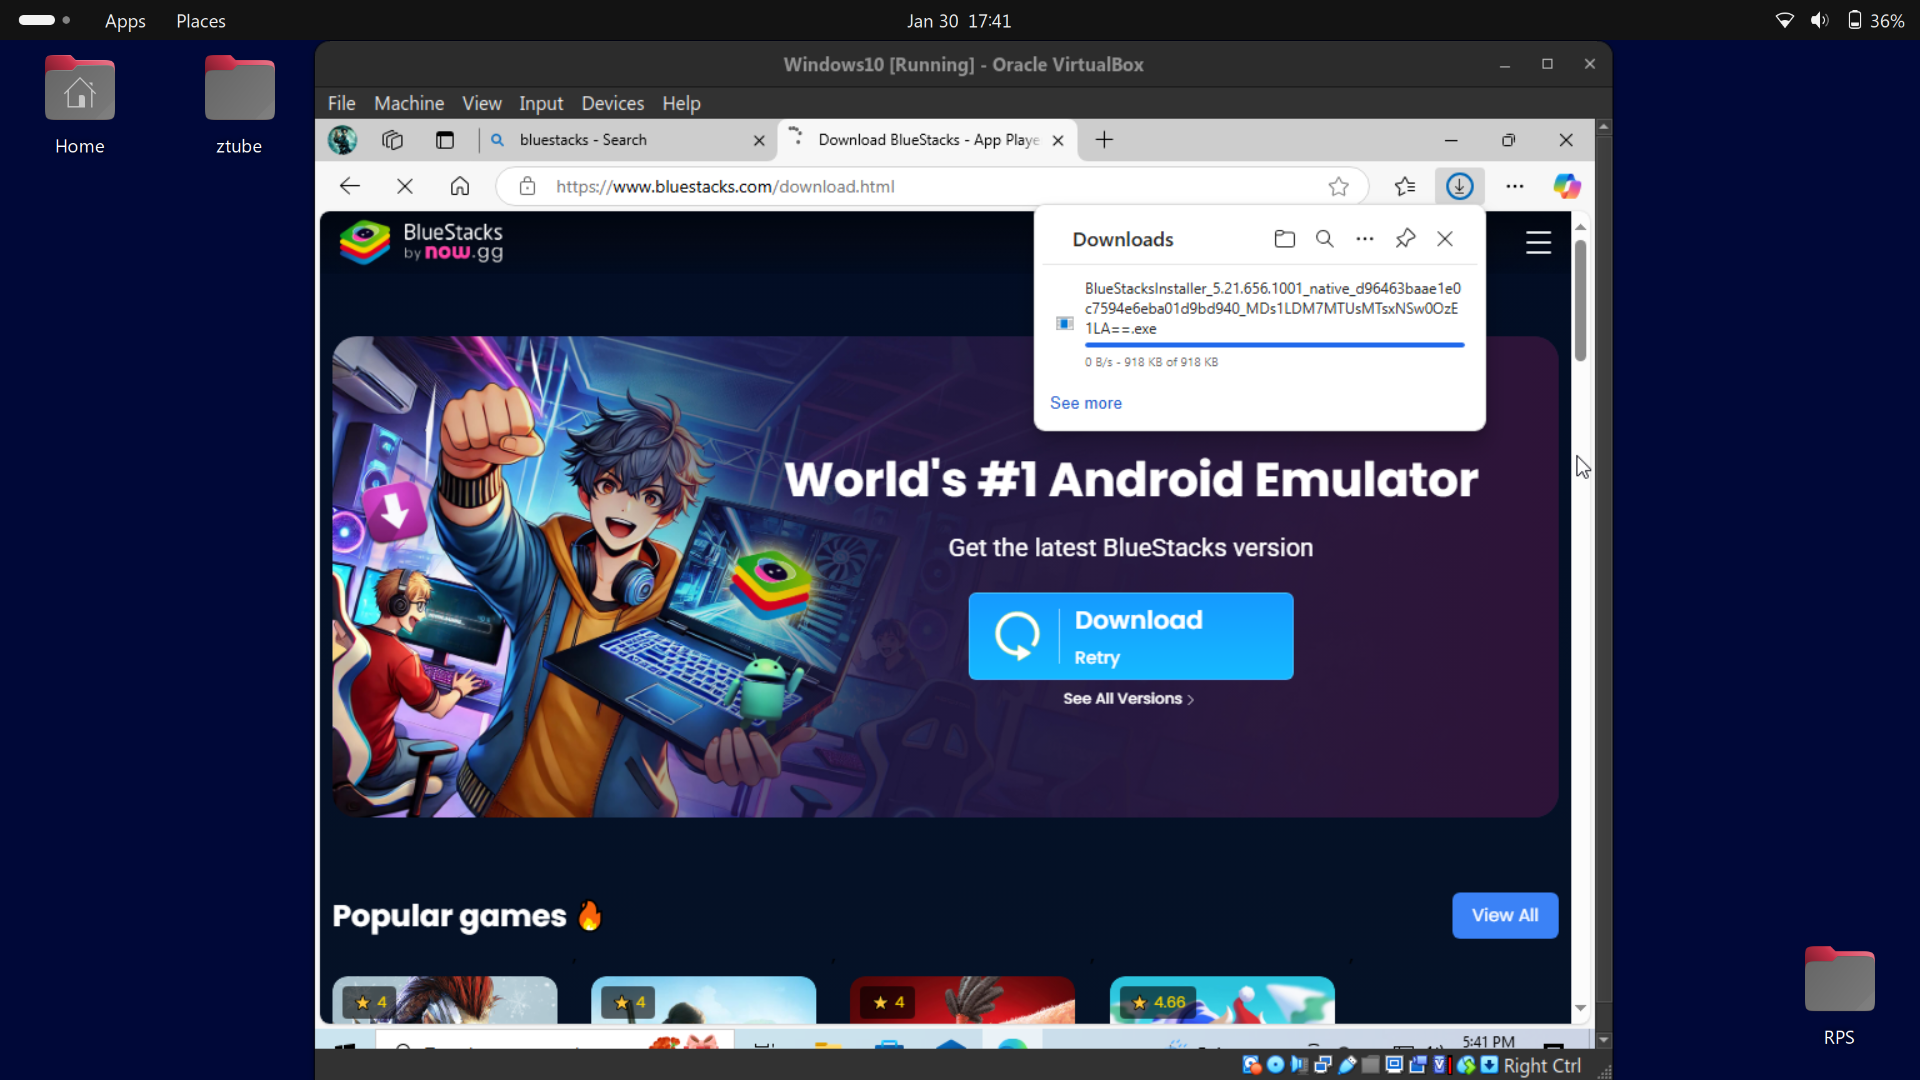 Apps Places Jan 30 17:41 36%
Home
ztube
Windows10 [Running] - Oracle VirtualBox
File Machine View Input Devices Help
bluestacks - Search
Download BlueStacks - App Playe
https://www.bluestacks.com/download.html
BlueStacks
by now.gg
Downloads
BlueStacksInstaller_5.21.656.1001_native_d96463baae1e0
c7594e6eba01d9bd940_MDs1LDM7MTUsMTsxNSw0OzE
1LA==.exe
0 B/s - 918 KB of 918 KB
See more
World's #1 Android Emulator
Get the latest BlueStacks version
Download
Retry
See All Versions
Popular games
View All
4
4
4
4.66
5:41 PM
Right Ctrl
RPS